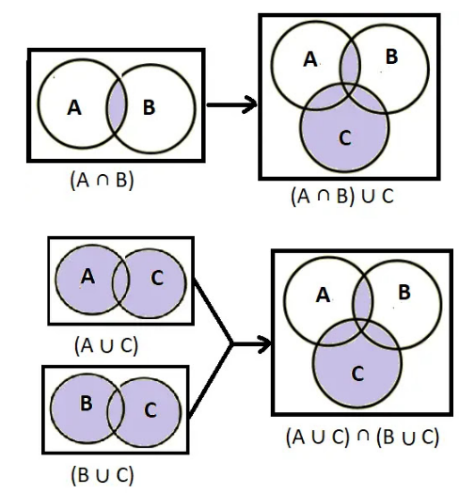 A B
(A ∩ B)
A B
C
(A ∩ B) ∪ C
A C
(A ∪ C)
B C
(B ∪ C)
A B
C
(A ∪ C) ∩ (B ∪ C)